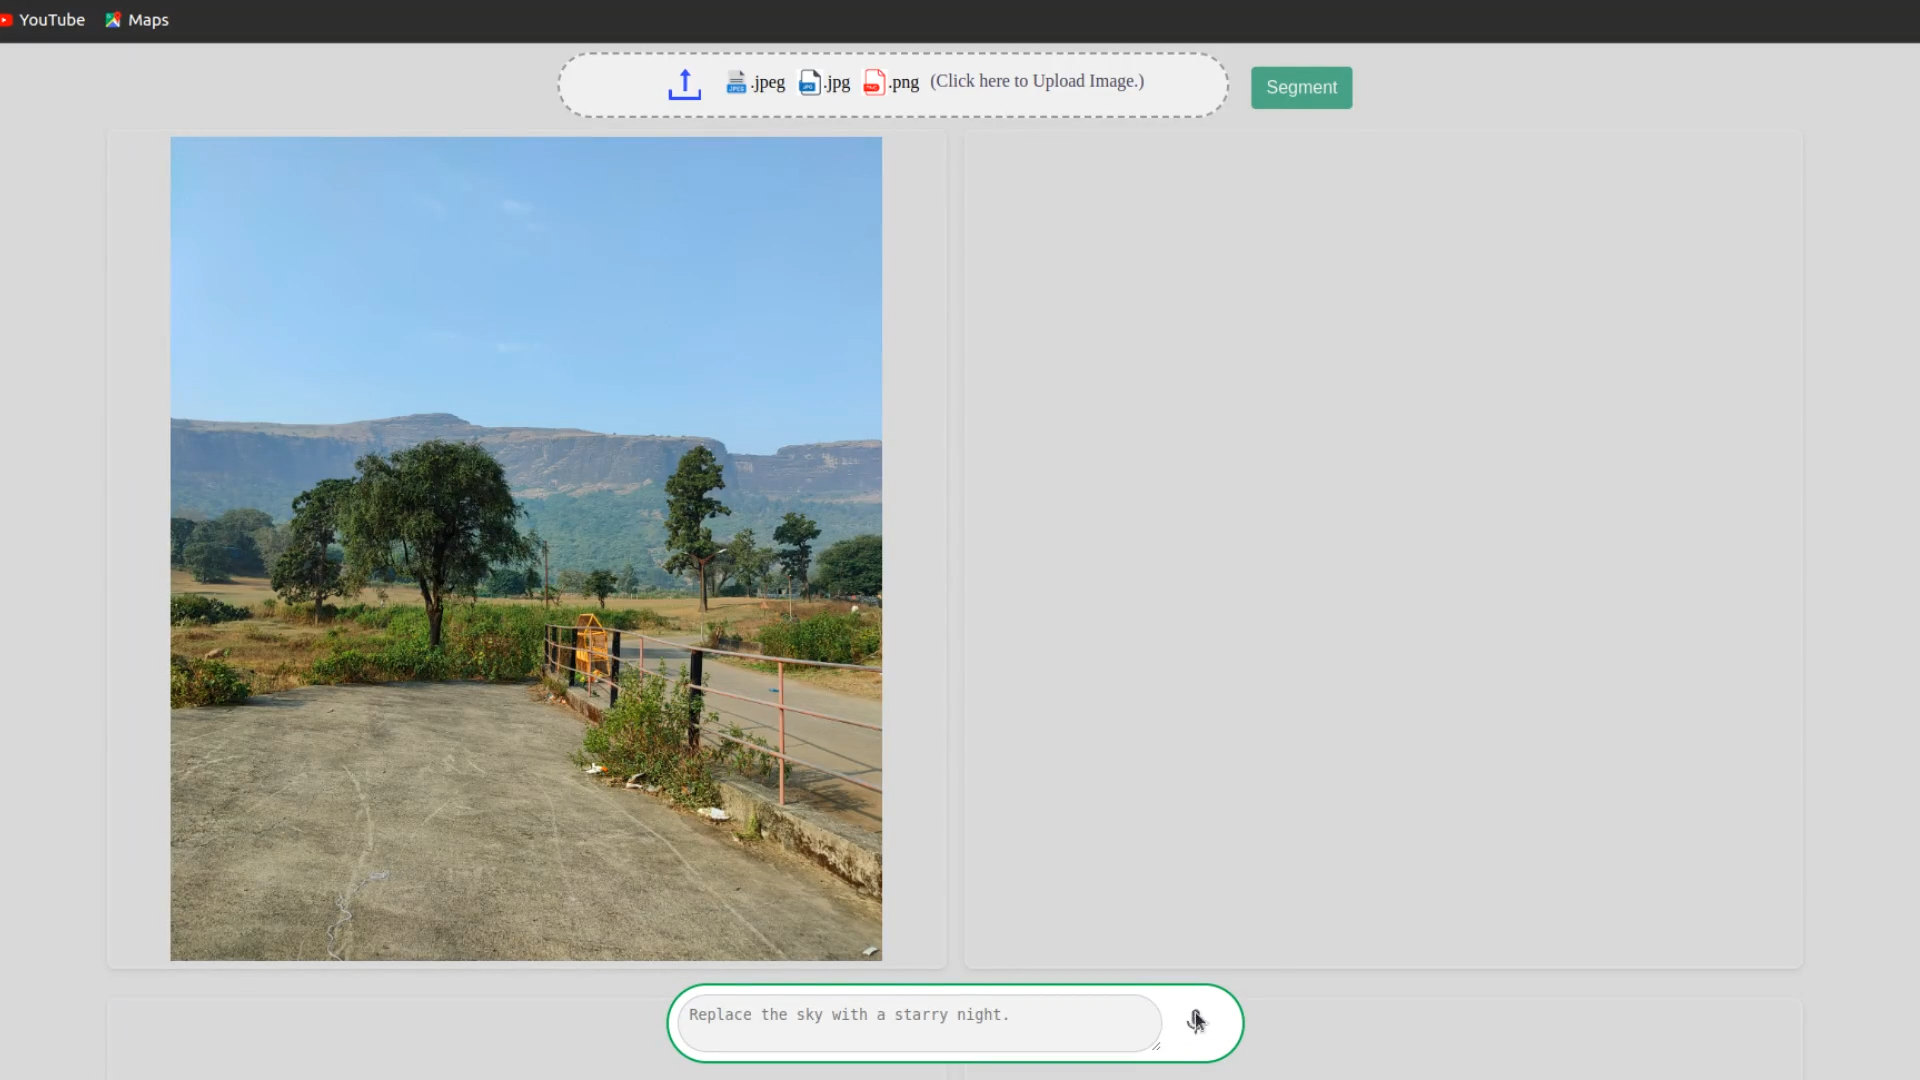 YouTube Maps
.jpeg .jpg .png (Click here to Upload Image.) Segment
Replace the sky with a starry night.